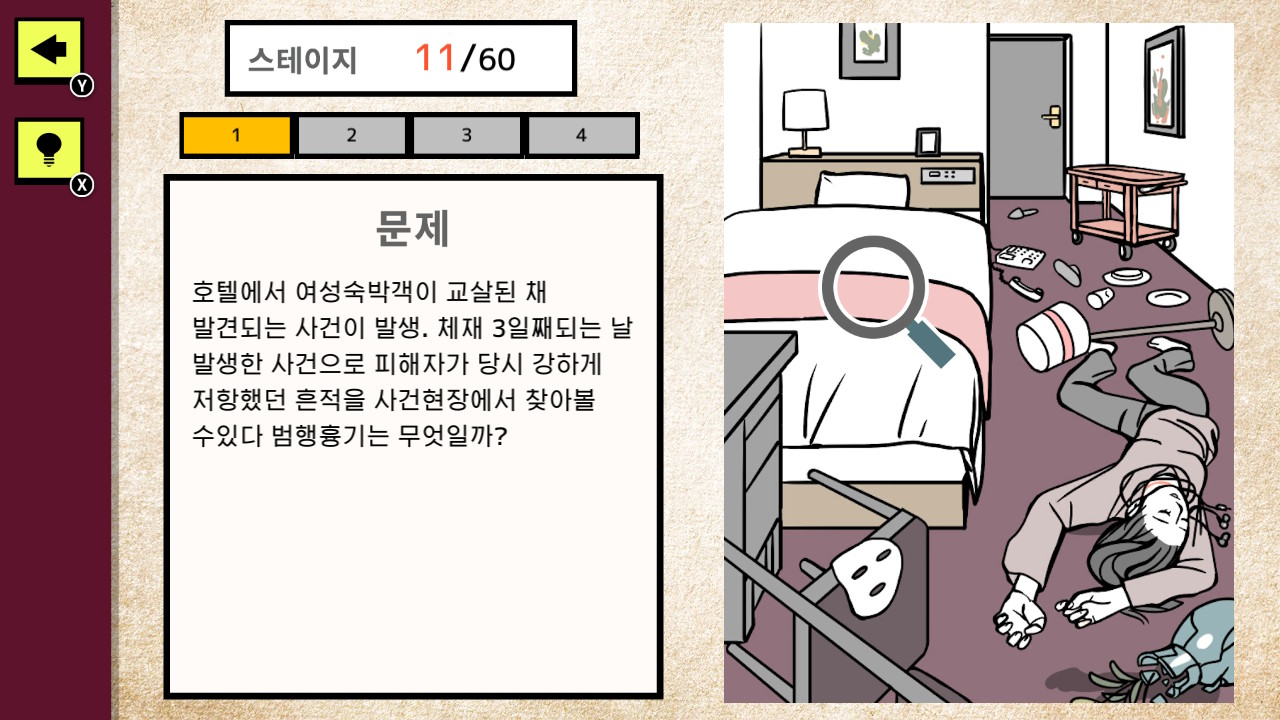 스테이지 11/60
1 2 3 4
Y
X
문제
호텔에서 여성숙박객이 교살된 채
발견되는 사건이 발생. 체재 3일째되는 날
발생한 사건으로 피해자가 당시 강하게
저항했던 흔적을 사건현장에서 찾아볼
수있다 범행흉기는 무엇일까?